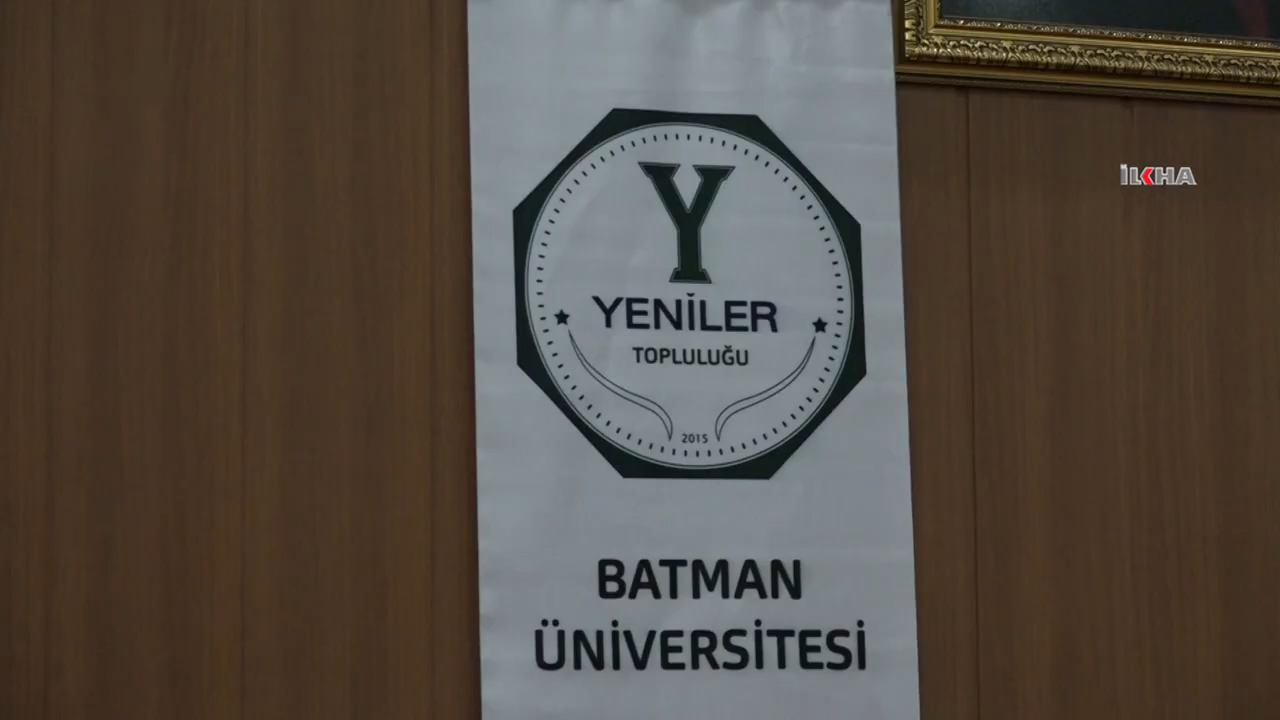 Y
YENİLER
TOPLULUĞU
2015
BATMAN
ÜNİVERSİTESİ
İLKHA